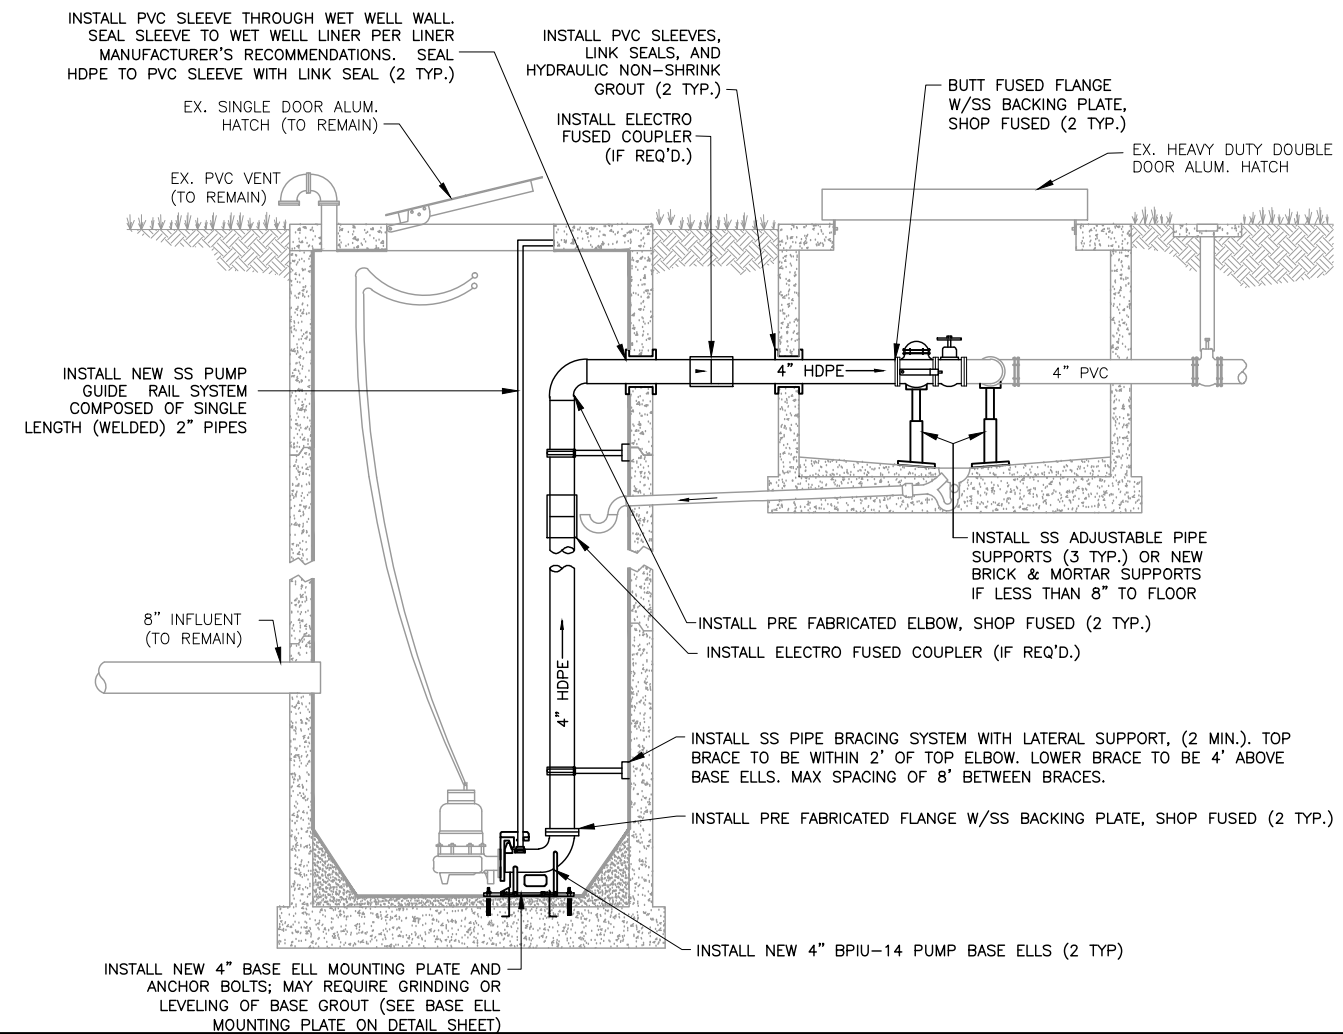 INSTALL PVC SLEEVE THROUGH WET WELL WALL.
SEAL SLEEVE TO WET WELL LINER PER LINER
MANUFACTURER'S RECOMMENDATIONS. SEAL
HDPE TO PVC SLEEVE WITH LINK SEAL (2 TYP.)
INSTALL PVC SLEEVES,
LINK SEALS, AND
HYDRAULIC NON-SHRINK
GROUT (2 TYP.)
BUTT FUSED FLANGE
W/SS BACKING PLATE,
SHOP FUSED (2 TYP.)
EX. SINGLE DOOR ALUM.
HATCH (TO REMAIN)
INSTALL ELECTRO
FUSED COUPLER
(IF REQ'D.)
EX. HEAVY DUTY DOUBLE
DOOR ALUM. HATCH
EX. PVC VENT
(TO REMAIN)
INSTALL NEW SS PUMP
GUIDE RAIL SYSTEM
COMPOSED OF SINGLE
LENGTH (WELDED) 2" PIPES
4" HDPE
4" PVC
INSTALL SS ADJUSTABLE PIPE
SUPPORTS (3 TYP.) OR NEW
BRICK & MORTAR SUPPORTS
IF LESS THAN 8" TO FLOOR
8" INFLUENT
(TO REMAIN)
INSTALL PRE FABRICATED ELBOW, SHOP FUSED (2 TYP.)
INSTALL ELECTRO FUSED COUPLER (IF REQ'D.)
4" HDPE
INSTALL SS PIPE BRACING SYSTEM WITH LATERAL SUPPORT, (2 MIN.). TOP
BRACE TO BE WITHIN 2' OF TOP ELBOW. LOWER BRACE TO BE 4' ABOVE
BASE ELLS. MAX SPACING OF 8' BETWEEN BRACES.
INSTALL PRE FABRICATED FLANGE W/SS BACKING PLATE, SHOP FUSED (2 TYP.)
INSTALL NEW 4" BPIU-14 PUMP BASE ELLS (2 TYP)
INSTALL NEW 4" BASE ELL MOUNTING PLATE AND
ANCHOR BOLTS; MAY REQUIRE GRINDING OR
LEVELING OF BASE GROUT (SEE BASE ELL
MOUNTING PLATE ON DETAIL SHEET)